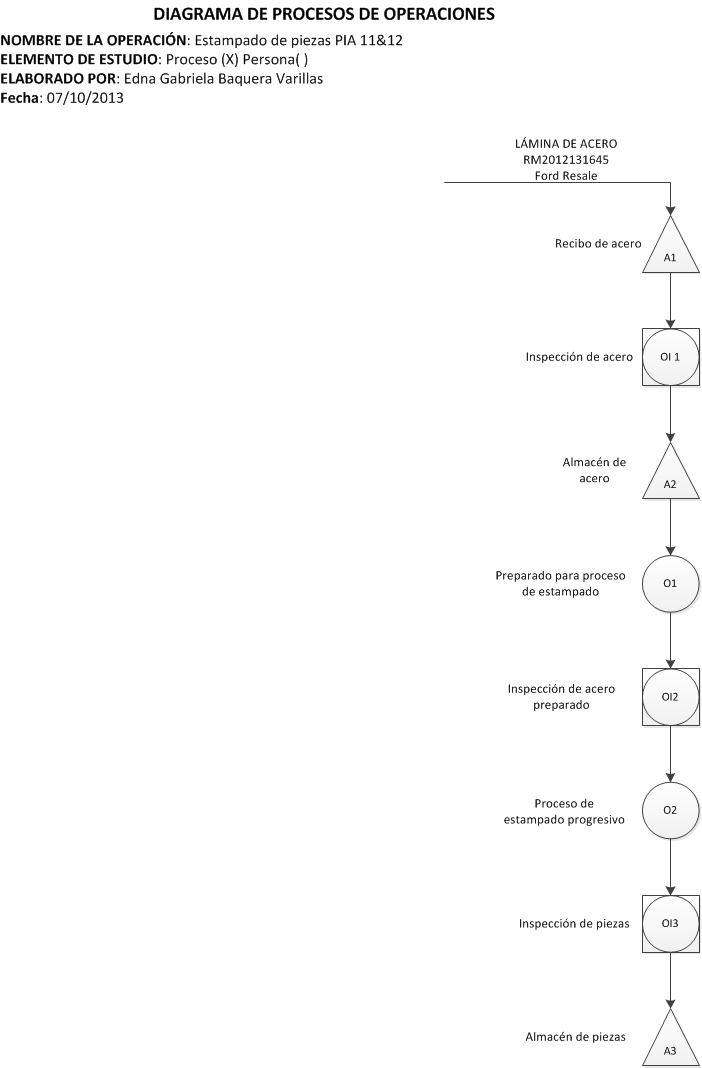 DIAGRAMA DE PROCESOS DE OPERACIONES
NOMBRE DE LA OPERACIÓN: Estampado de piezas PIA 11&12
ELEMENTO DE ESTUDIO: Proceso (X) Persona( )
ELABORADO POR: Edna Gabriela Baquera Varillas
Fecha: 07/10/2013
LÁMINA DE ACERO
RM2012131645
Ford Resale
Recibo de acero
A1
Inspección de acero
OI 1
Almacén de
acero
A2
Preparado para proceso
de estampado
O1
Inspección de acero
preparado
OI2
Proceso de
estampado progresivo
O2
Inspección de piezas
OI3
Almacén de piezas
A3